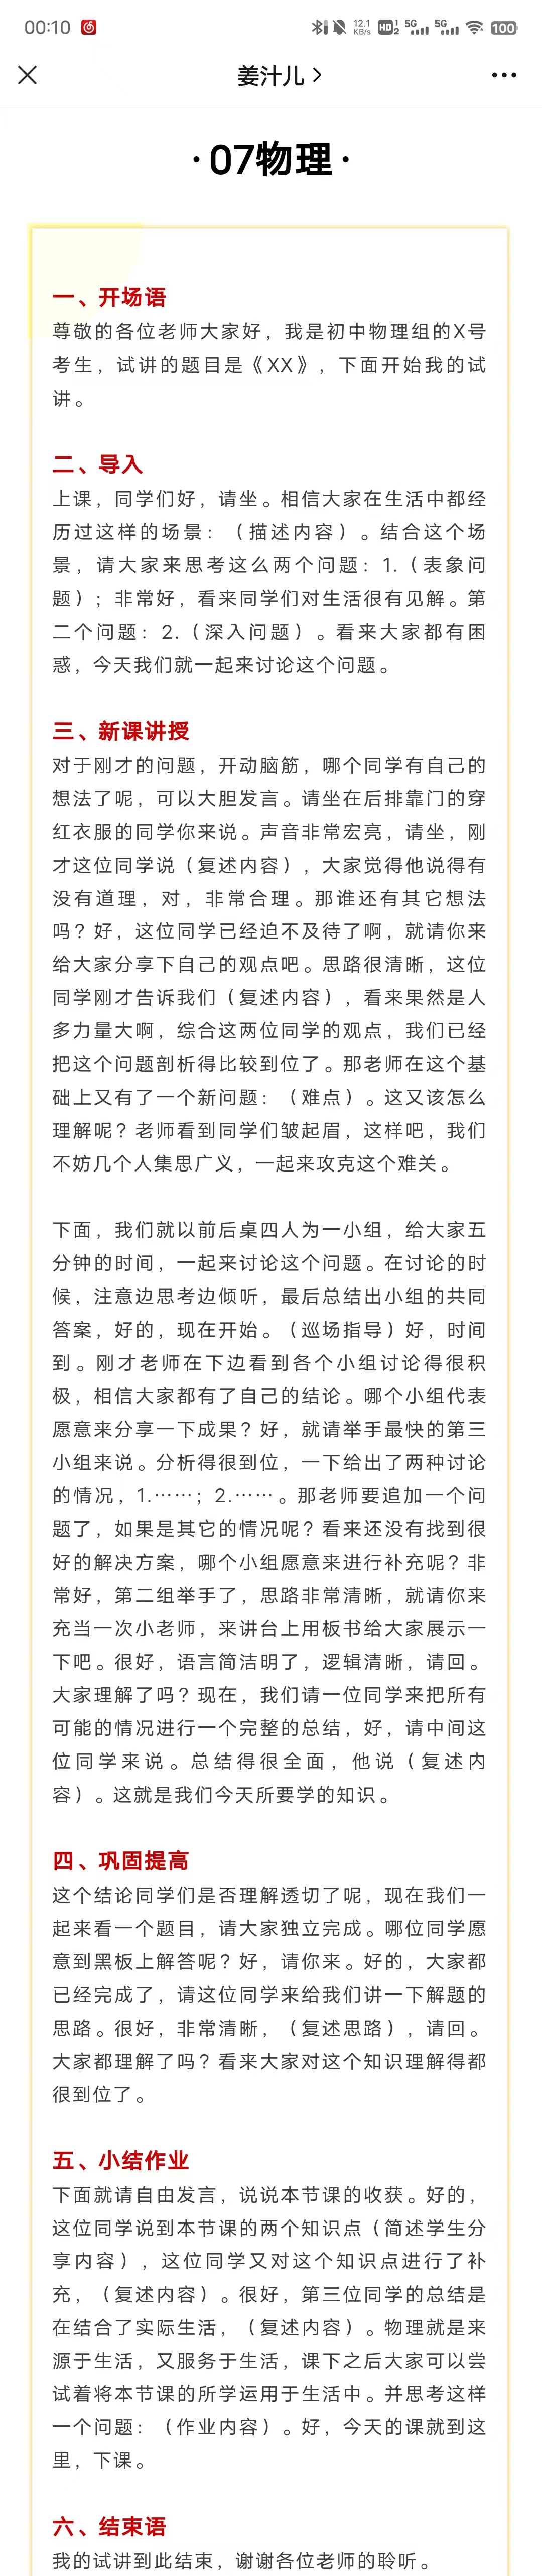 00:10
12.1
KB/s
HD 1 2
5G
5G
100
姜汁儿
·07物理·
一、开场语
尊敬的各位老师大家好，我是初中物理组的X号
考生，试讲的题目是《XX》，下面开始我的试
讲。
二、导入
上课，同学们好，请坐。相信大家在生活中都经
历过这样的场景：（描述内容）。结合这个场
景，请大家来思考这么两个问题：1.（表象问
题）；非常好，看来同学们对生活很有见解。第
二个问题：2.（深入问题）。看来大家都有困
惑，今天我们就一起来讨论这个问题。
三、新课讲授
对于刚才的问题，开动脑筋，哪个同学有自己的
想法了呢，可以大胆发言。请坐在后排靠门的穿
红衣服的同学你来说。声音非常宏亮，请坐，刚
才这位同学说（复述内容），大家觉得他说得有
没有道理，对，非常合理。那谁还有其它想法
吗？好，这位同学已经迫不及待了啊，就请你来
给大家分享下自己的观点吧。思路很清晰，这位
同学刚才告诉我们（复述内容），看来果然是人
多力量大啊，综合这两位同学的观点，我们已经
把这个问题剖析得比较到位了。那老师在这个基
础上又有了一个新问题：（难点）。这又该怎么
理解呢？老师看到同学们皱起眉，这样吧，我们
不妨几个人集思广义，一起来攻克这个难关。
下面，我们就以前后桌四人为一小组，给大家五
分钟的时间，一起来讨论这个问题。在讨论的时
候，注意边思考边倾听，最后总结出小组的共同
答案，好的，现在开始。（巡场指导）好，时间
到。刚才老师在下边看到各个小组讨论得很积
极，相信大家都有了自己的结论。哪个小组代表
愿意来分享一下成果？好，就请举手最快的第三
小组来说。分析得很到位，一下给出了两种讨论
的情况，1.……；2.……。那老师要追加一个问
题了，如果是其它的情况呢？看来还没有找到很
好的解决方案，哪个小组愿意来进行补充呢？非
常好，第二组举手了，思路非常清晰，就请你来
充当一次小老师，来讲台上用板书给大家展示一
下吧。很好，语言简洁明了，逻辑清晰，请回。
大家理解了吗？现在，我们请一位同学来把所有
可能的情况进行一个完整的总结，好，请中间这
位同学来说。总结得很全面，他说（复述内
容）。这就是我们今天所要学的知识。
四、巩固提高
这个结论同学们是否理解透切了呢，现在我们一
起来看一个题目，请大家独立完成。哪位同学愿
意到黑板上解答呢？好，请你来。好的，大家都
已经完成了，请这位同学来给我们讲一下解题的
思路。很好，非常清晰，（复述思路），请回。
大家都理解了吗？看来大家对这个知识理解得都
很到位了。
五、小结作业
下面就请自由发言，说说本节课的收获。好的，
这位同学说到本节课的两个知识点（简述学生分
享内容），这位同学又对这个知识点进行了补
充，（复述内容）。很好，第三位同学的总结是
在结合了实际生活，（复述内容）。物理就是来
源于生活，又服务于生活，课下之后大家可以尝
试着将本节课的所学运用于生活中。并思考这样
一个问题：（作业内容）。好，今天的课就到这
里，下课。
六、结束语
我的试讲到此结束，谢谢各位老师的聆听。